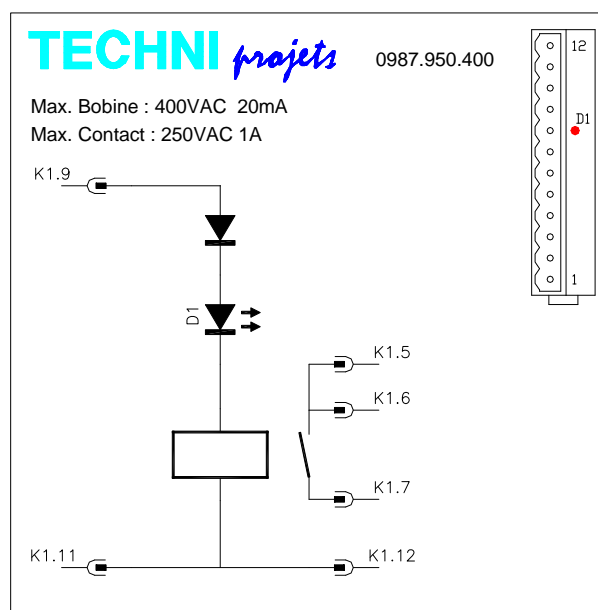 TECHNI projets
0987.950.400
Max. Bobine : 400VAC 20mA
Max. Contact : 250VAC 1A
12
D1
1
K1.9
D1
K1.5
K1.6
K1.7
K1.11
K1.12